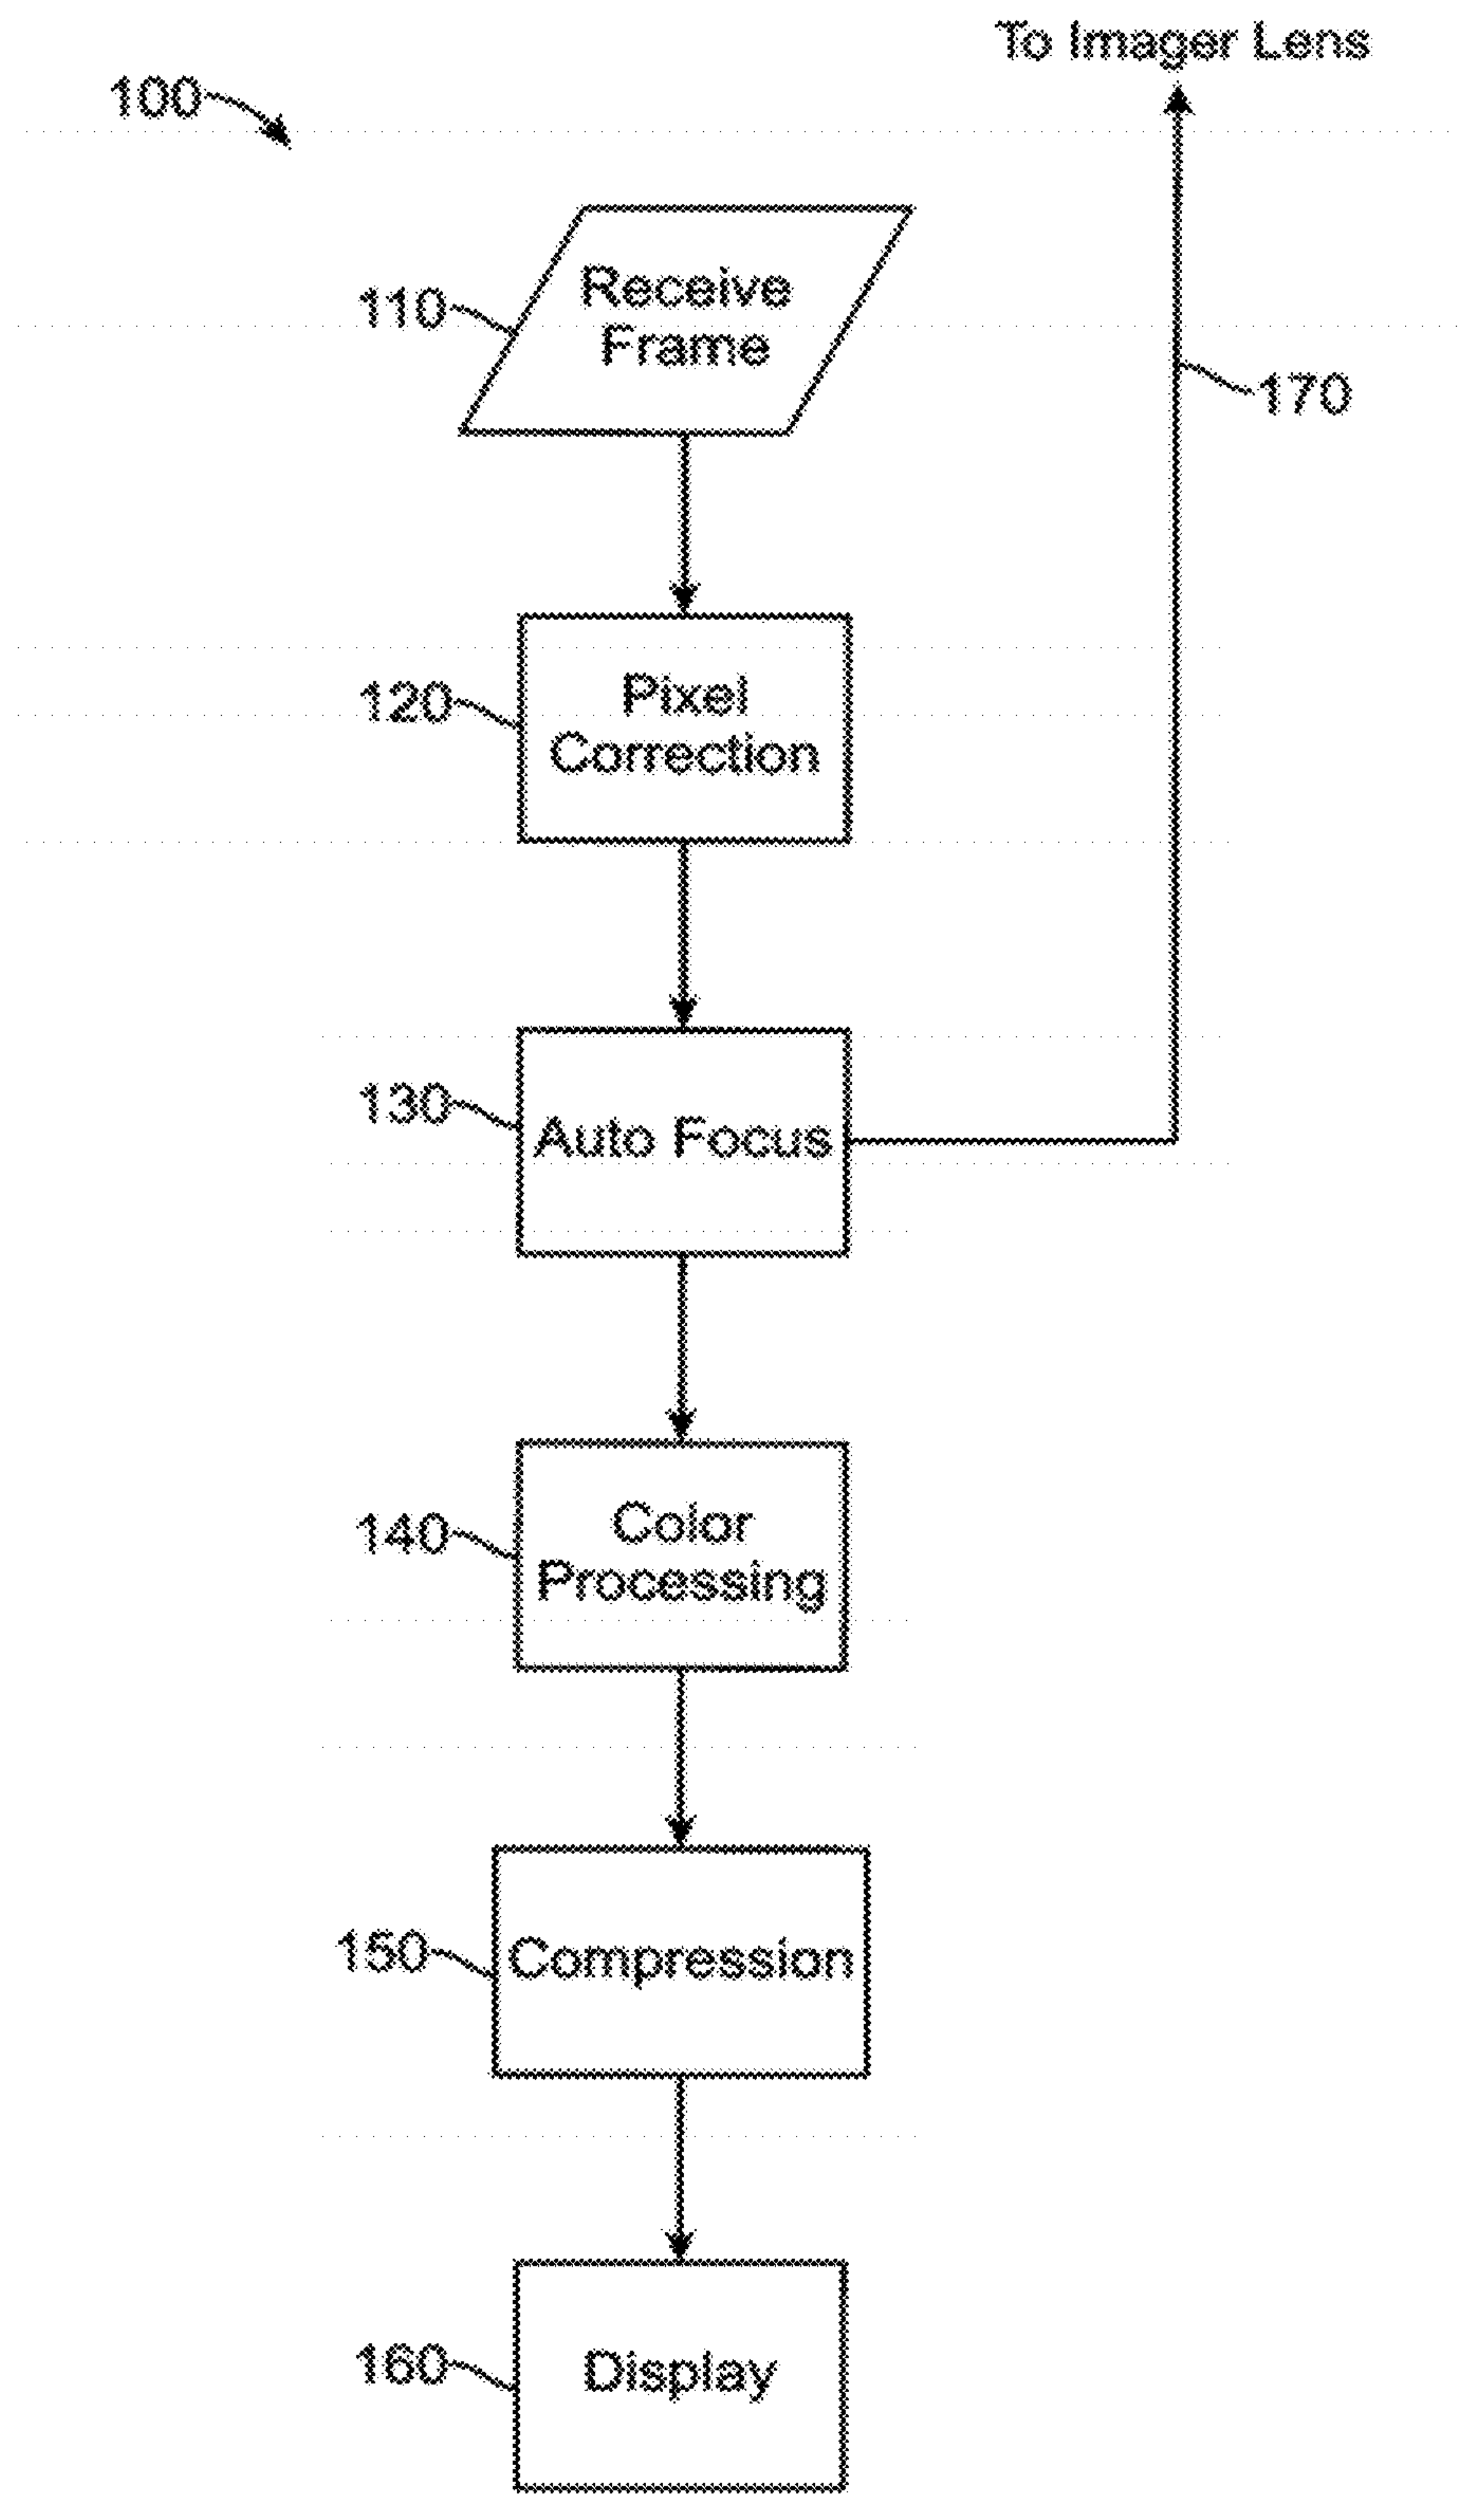 To Imager Lens
100
110
Receive
Frame
170
120
Pixel
Correction
130
Auto Focus
140
Color
Processing
150
Compression
160
Display